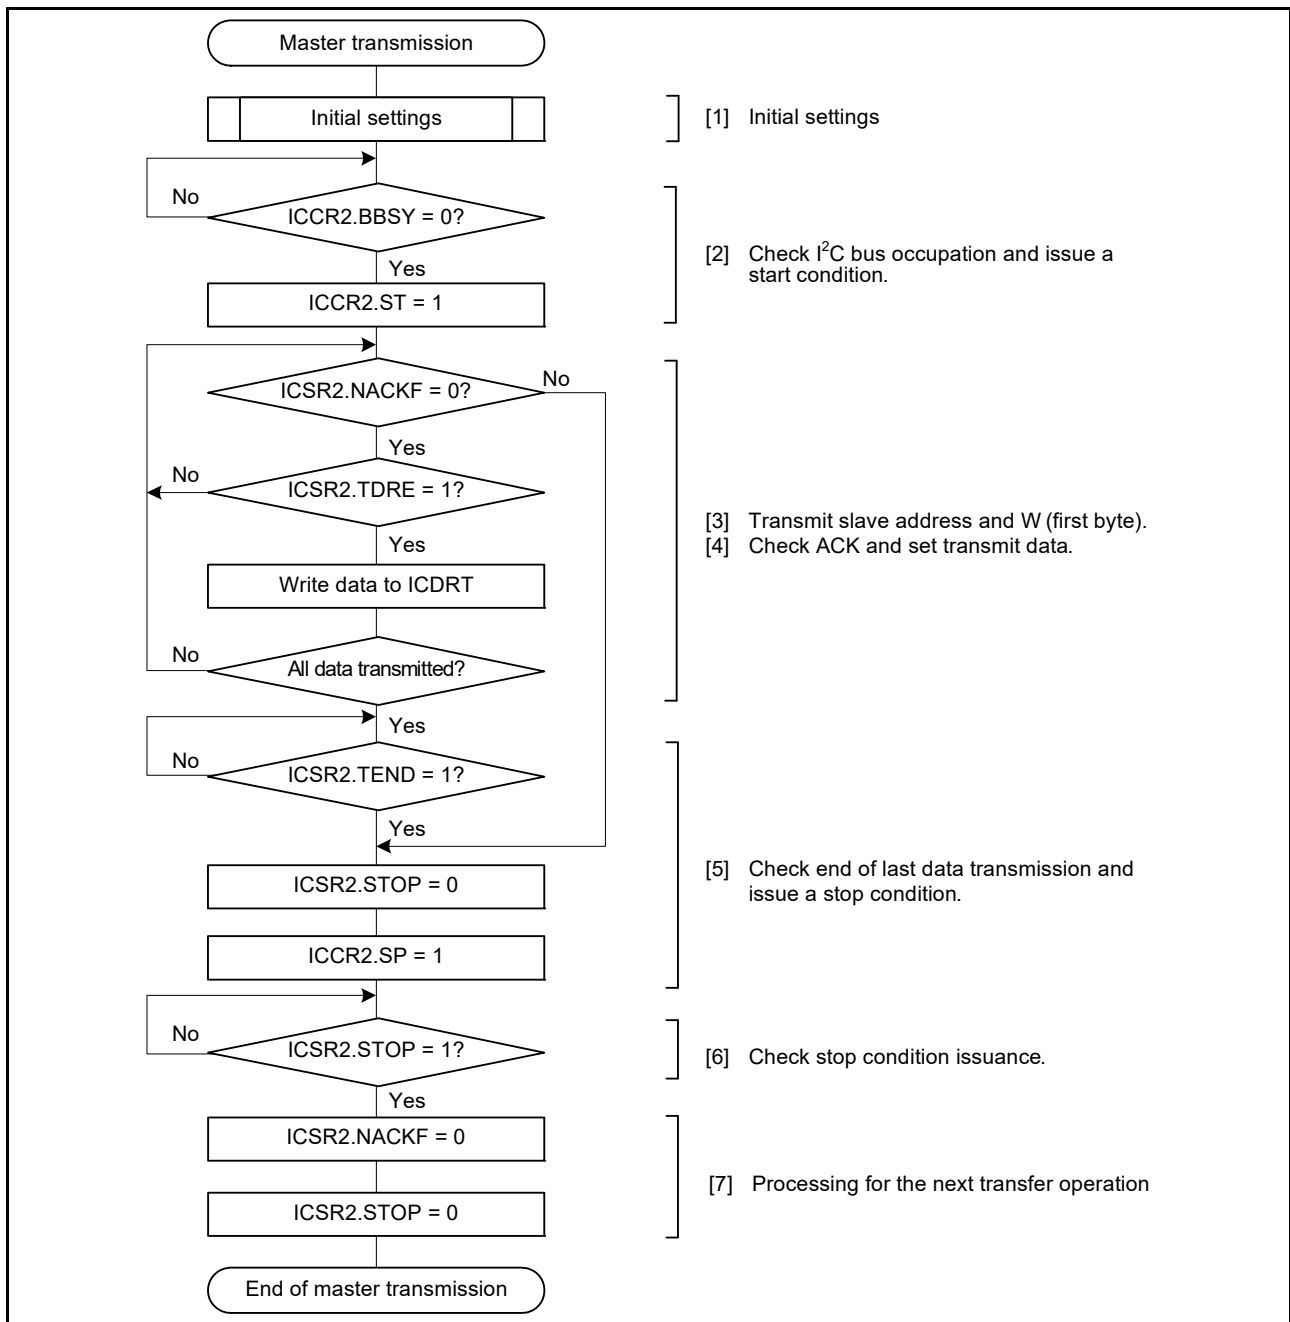 Master transmission
Initial settings
[1] Initial settings
No
ICCR2.BBSY = 0?
Yes
ICCR2.ST = 1
[2] Check I²C bus occupation and issue a
start condition.
ICSR2.NACKF = 0?
No
Yes
No
ICSR2.TDRE = 1?
Yes
Write data to ICDRT
No
All data transmitted?
Yes
[3] Transmit slave address and W (first byte).
[4] Check ACK and set transmit data.
No
ICSR2.TEND = 1?
Yes
ICSR2.STOP = 0
ICCR2.SP = 1
[5] Check end of last data transmission and
issue a stop condition.
No
ICSR2.STOP = 1?
Yes
[6] Check stop condition issuance.
ICSR2.NACKF = 0
ICSR2.STOP = 0
[7] Processing for the next transfer operation
End of master transmission